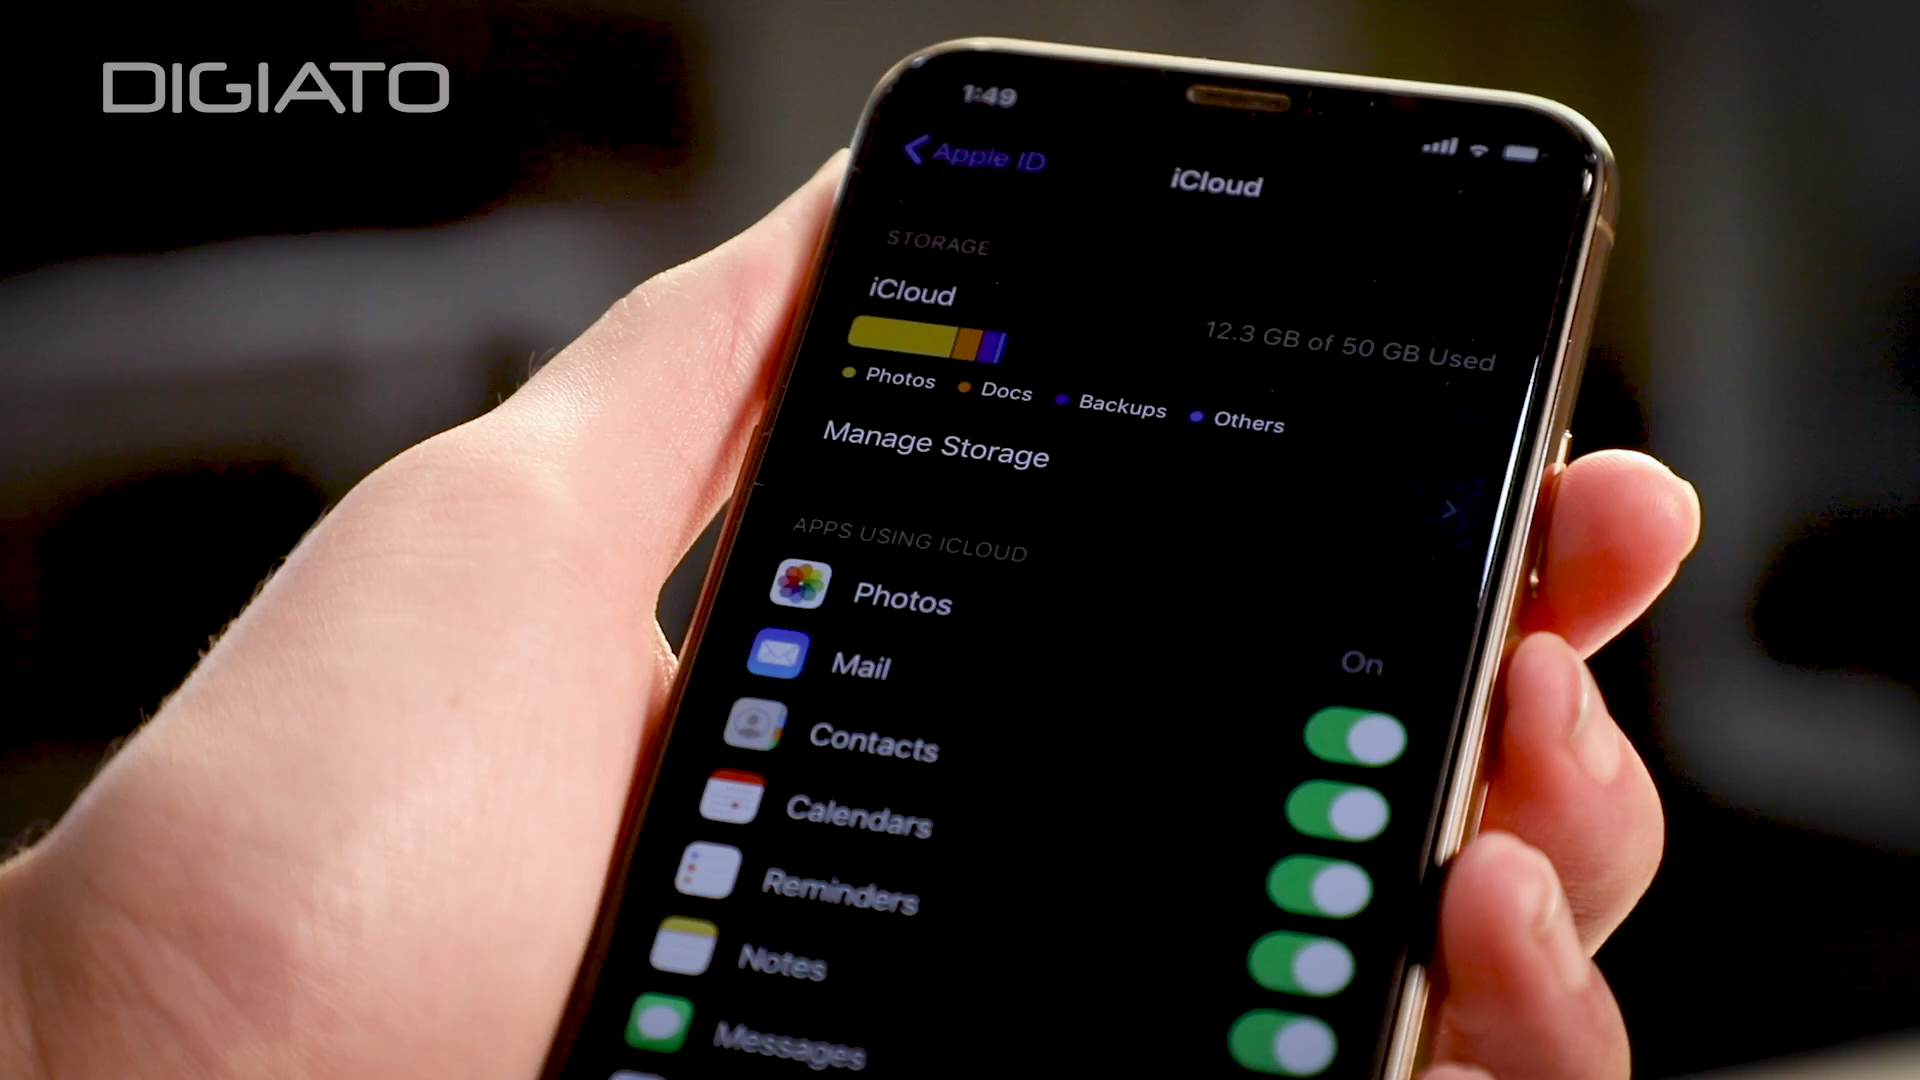 DIGIATO
1:49
Apple ID
iCloud
STORAGE
iCloud
12.3 GB of 50 GB Used
Photos Docs Backups Others
Manage Storage
APPS USING ICLOUD
Photos
On
Mail
Contacts
Calendars
Reminders
Notes
Messages